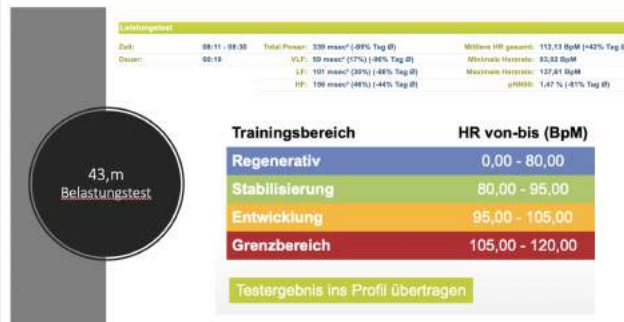 Leistungstest
Zeit: 08:11 - 08:30 Total Power: 339 msec² (-89% Tag Ø) Mittlere HR gesamt: 112,13 BpM (+42% Tag
Dauer: 00:19 VLF: 59 msec² (17%) (-96% Tag Ø) Minimale Herzrate: 93,02 BpM
LF: 101 msec² (30%) (-88% Tag Ø) Maximale Herzrate: 137,61 BpM
HF: 156 msec² (46%) (-44% Tag Ø) pNN50: 1,47 % (-81% Tag Ø)
Trainingsbereich HR von-bis (BpM)
Regenerativ 0,00 - 80,00
Stabilisierung 80,00 - 95,00
Entwicklung 95,00 - 105,00
Grenzbereich 105,00 - 120,00
43,m
Belastungstest
Testergebnis ins Profil übertragen